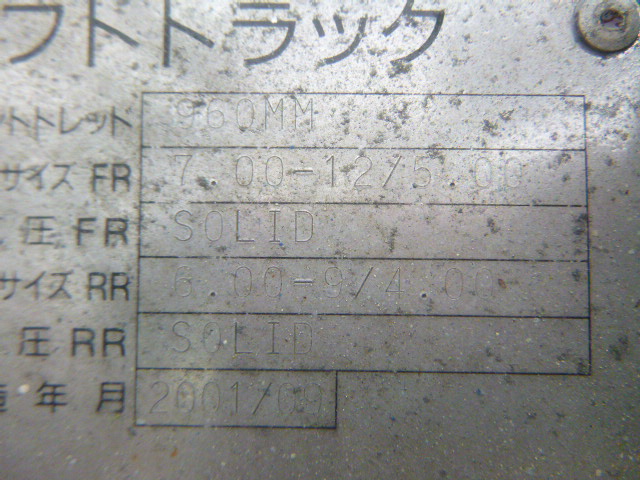 フトトラック
ントトレット 960MM
サイズ FR 7.00-12/5.00
圧 FR SOLID
サイズ RR 6.00-9/4.00
圧 RR SOLID
年月 2001/09